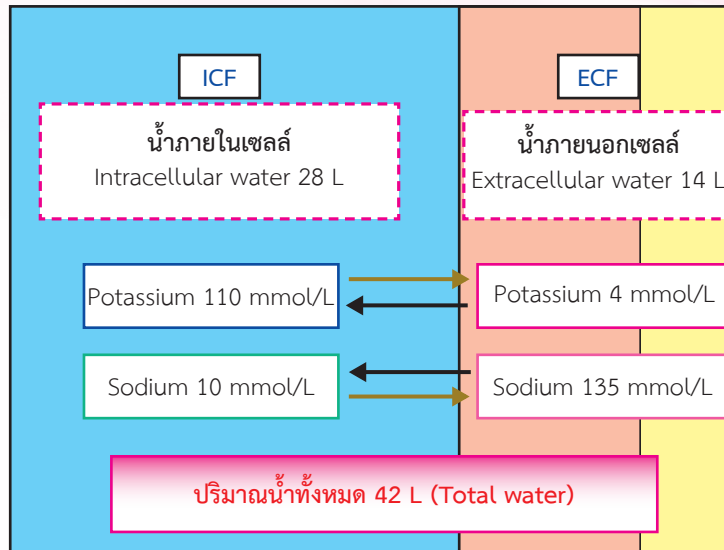 ICF
ECF
น้ำภายในเซลล์
Intracellular water 28 L
น้ำภายนอกเซลล์
Extracellular water 14 L
Potassium 110 mmol/L
Potassium 4 mmol/L
Sodium 10 mmol/L
Sodium 135 mmol/L
ปริมาณน้ำทั้งหมด 42 L (Total water)